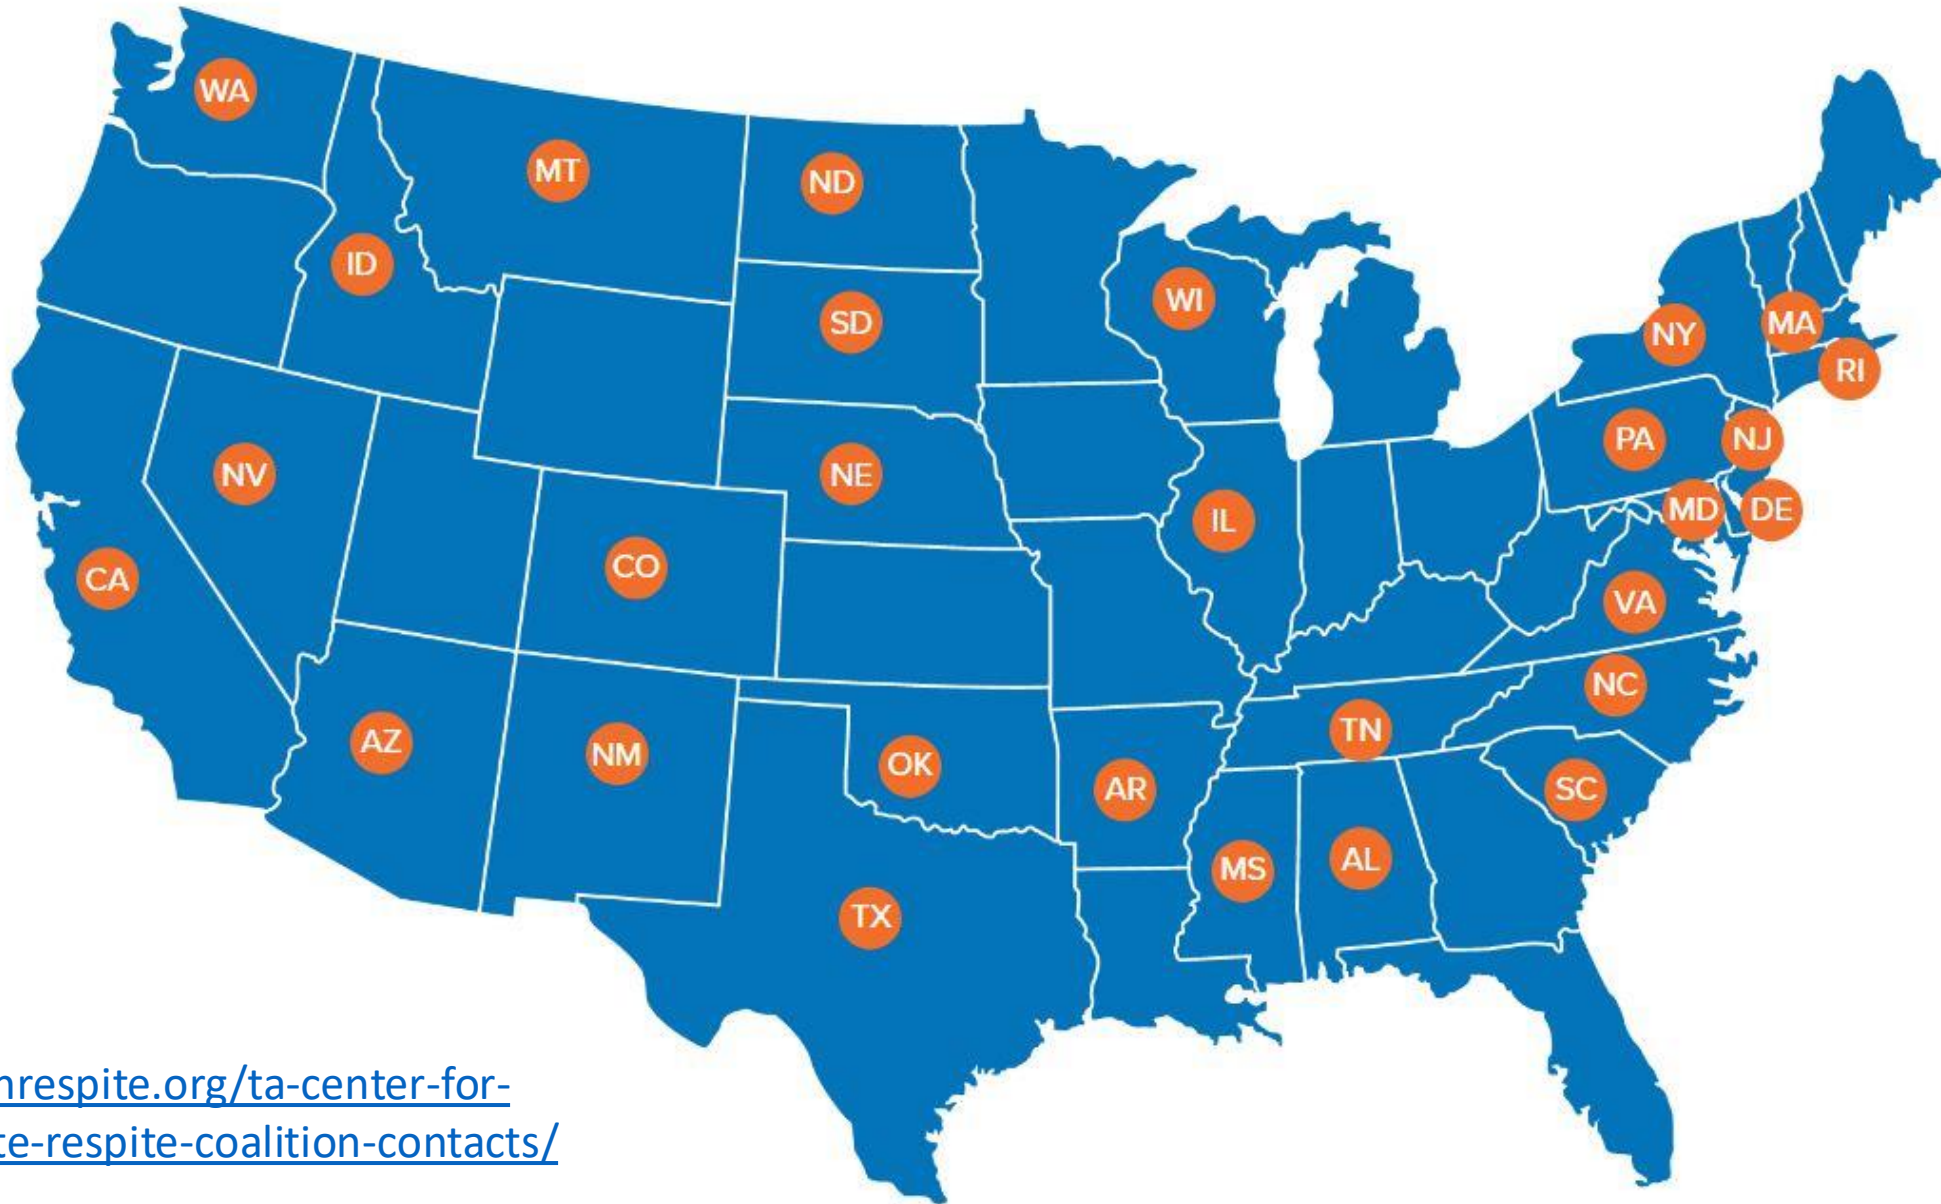 WA
MT
ND
ID
WI
SD
NY
MA
RI
NV
NE
PA
NJ
IL
MD
DE
CA
CO
VA
NC
AZ
NM
OK
TN
AR
SC
MS
AL
TX
nrespite.org/ta-center-for-
te-respite-coalition-contacts/